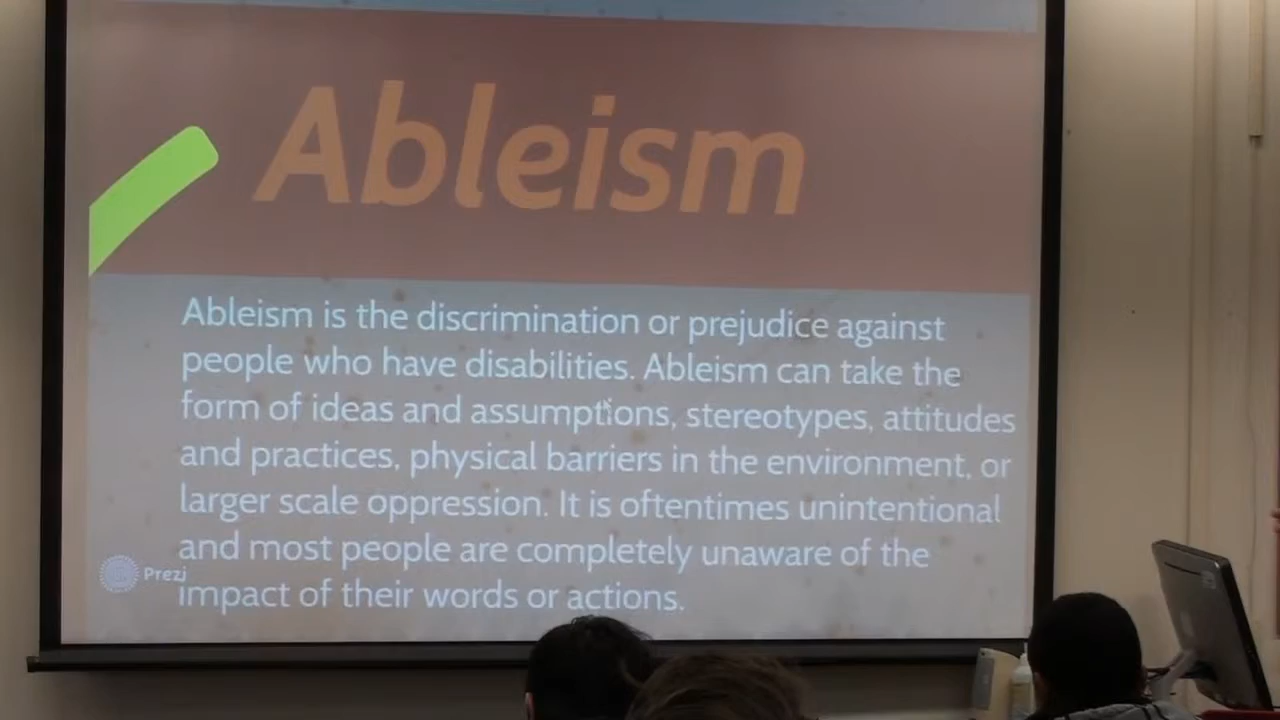 Ableism
Ableism is the discrimination or prejudice against
people who have disabilities. Ableism can take the
form of ideas and assumptions, stereotypes, attitudes
and practices, physical barriers in the environment, or
larger scale oppression. It is oftentimes unintentional
and most people are completely unaware of the
impact of their words or actions.
Prezi